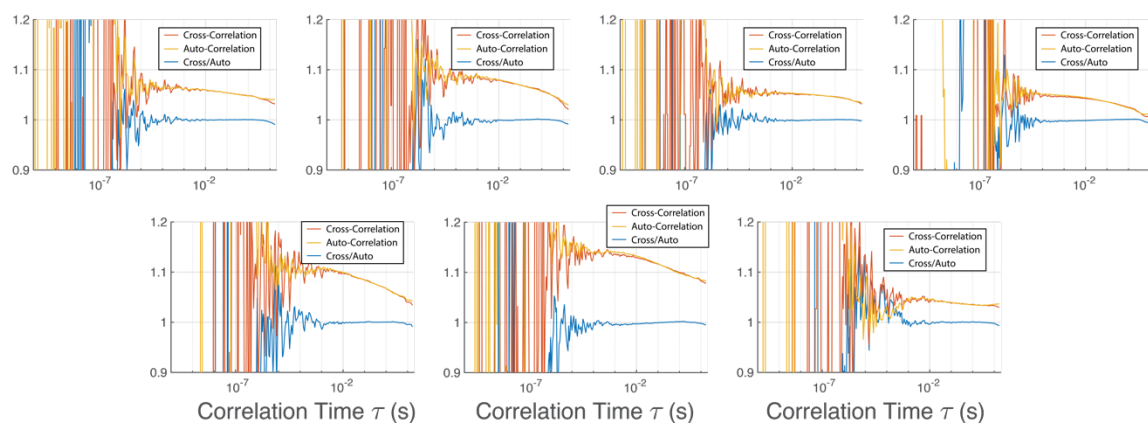 1.2
1.1
1
0.9
10-7
10-2
Cross-Correlation
Auto-Correlation
Cross/Auto
1.2
1.1
1
0.9
10-7
10-2
Cross-Correlation
Auto-Correlation
Cross/Auto
1.2
1.1
1
0.9
10-7
10-2
Cross-Correlation
Auto-Correlation
Cross/Auto
1.2
1.1
1
0.9
10-7
10-2
Cross-Correlation
Auto-Correlation
Cross/Auto
1.2
1.1
1
0.9
10-7
10-2
Cross-Correlation
Auto-Correlation
Cross/Auto
Correlation Time τ (s)
1.2
1.1
1
0.9
10-7
10-2
Cross-Correlation
Auto-Correlation
Cross/Auto
Correlation Time τ (s)
1.2
1.1
1
0.9
10-7
10-2
Cross-Correlation
Auto-Correlation
Cross/Auto
Correlation Time τ (s)